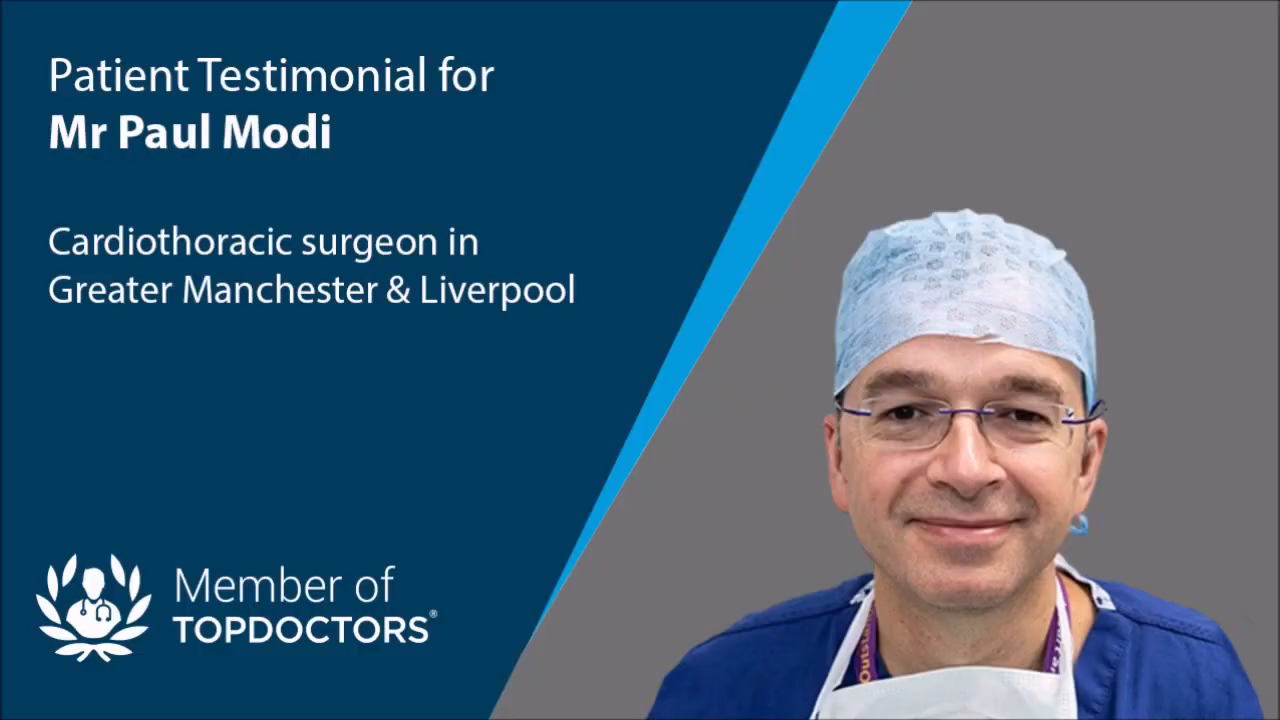 Patient Testimonial for
Mr Paul Modi
Cardiothoracic surgeon in
Greater Manchester & Liverpool
Member of
TOPDOCTORS®